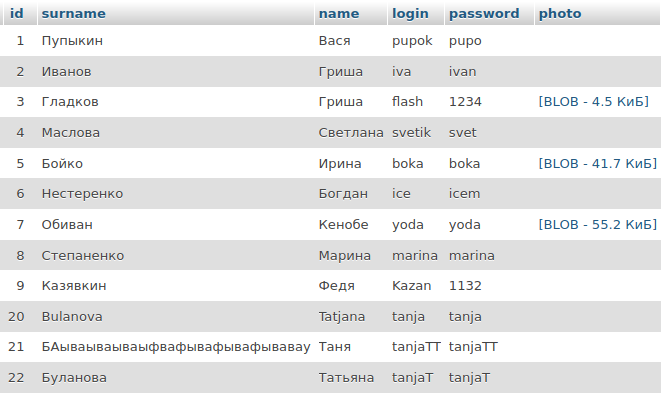 id surname name login password photo
1 Пупыкин Вася pupok pupo
2 Иванов Гриша iva ivan
3 Гладков Гриша flash 1234 [BLOB - 4.5 КиБ]
4 Маслова Светлана svetik svet
5 Бойко Ирина boka boka [BLOB - 41.7 КиБ]
6 Нестеренко Богдан ice icem
7 Обиван Кенобе yoda yoda [BLOB - 55.2 КиБ]
8 Степаненко Марина marina marina
9 Казявкин Федя Kazan 1132
20 Bulanova Tatjana tanja tanja
21 БАываываываыфвафывафывафывавау Таня tanjaTT tanjaTT
22 Буланова Татьяна tanjaT tanjaT